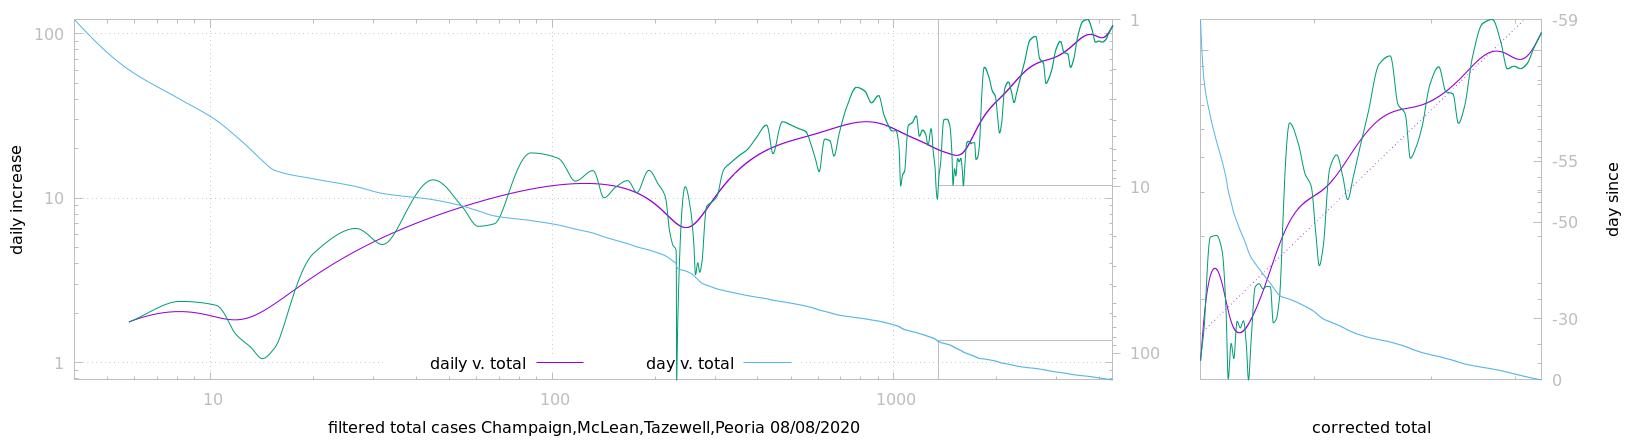 100
10
1
daily increase
10
100
1000
1
10
100
daily v. total
day v. total
filtered total cases Champaign,McLean,Tazewell,Peoria 08/08/2020
-59
-55
-50
-30
0
day since
corrected total